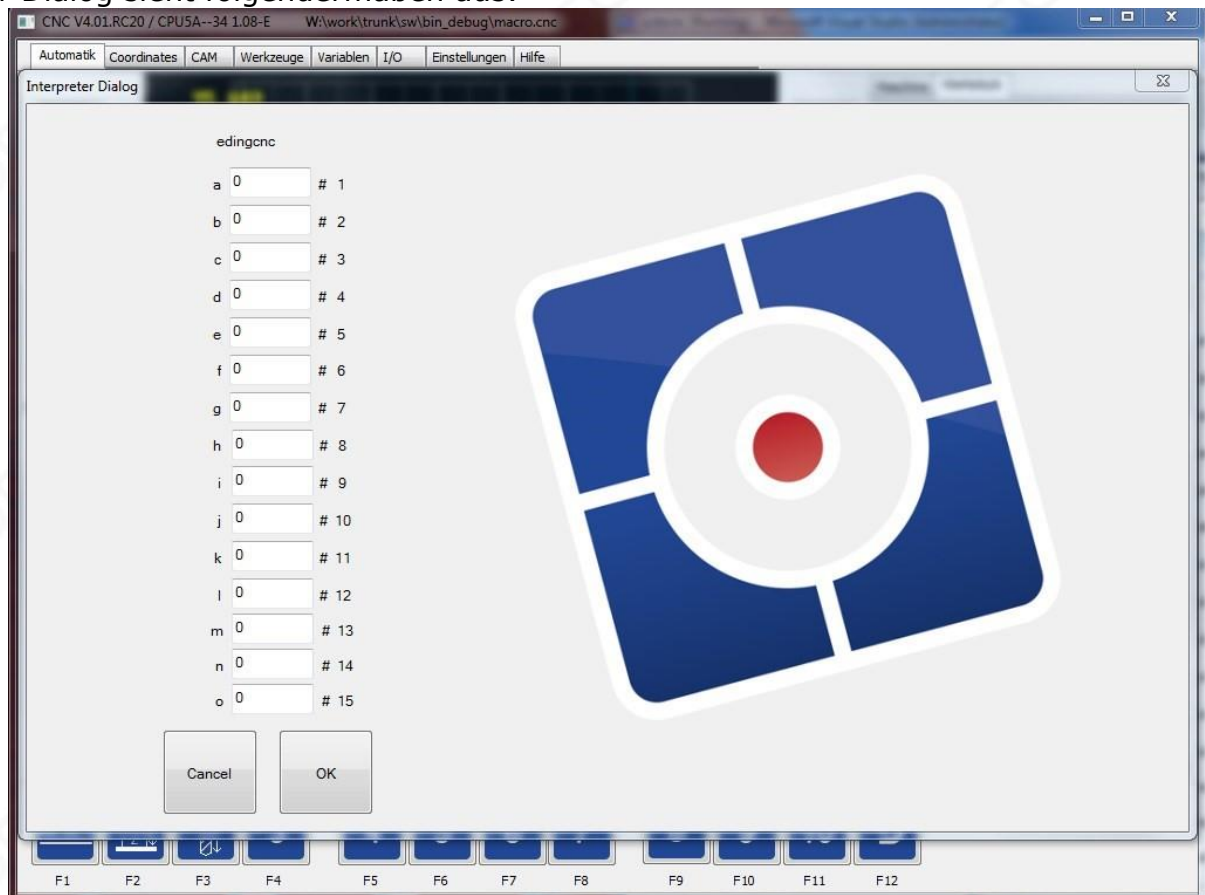 Dialog sieht folgendermaßen aus:
CNC V4.01.RC20 / CPU5A--34 1.08-E W:\work\trunk\sw\bin_debug\macro.cnc
Automatik Coordinates CAM Werkzeuge Variablen I/O Einstellungen Hilfe
Interpreter Dialog
edingcnc
a 0 # 1
b 0 # 2
c 0 # 3
d 0 # 4
e 0 # 5
f 0 # 6
g 0 # 7
h 0 # 8
i 0 # 9
j 0 # 10
k 0 # 11
l 0 # 12
m 0 # 13
n 0 # 14
o 0 # 15
Cancel OK
F1 F2 F3 F4 F5 F6 F7 F8 F9 F10 F11 F12